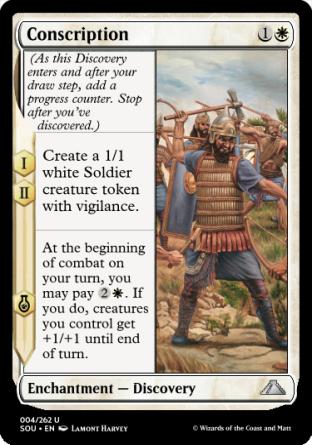 Conscription 1
(As this Discovery
enters and after your
draw step, add a
progress counter. Stop
after you've
discovered.)
I
II
Create a 1/1
white Soldier
creature token
with vigilance.
At the beginning
of combat on
your turn, you
may pay 2. If
you do, creatures
you control get
+1/+1 until end
of turn.
Enchantment — Discovery
004/262 U
SOU • EN LAMONT HARVEY
© Wizards of the Coast and Matt